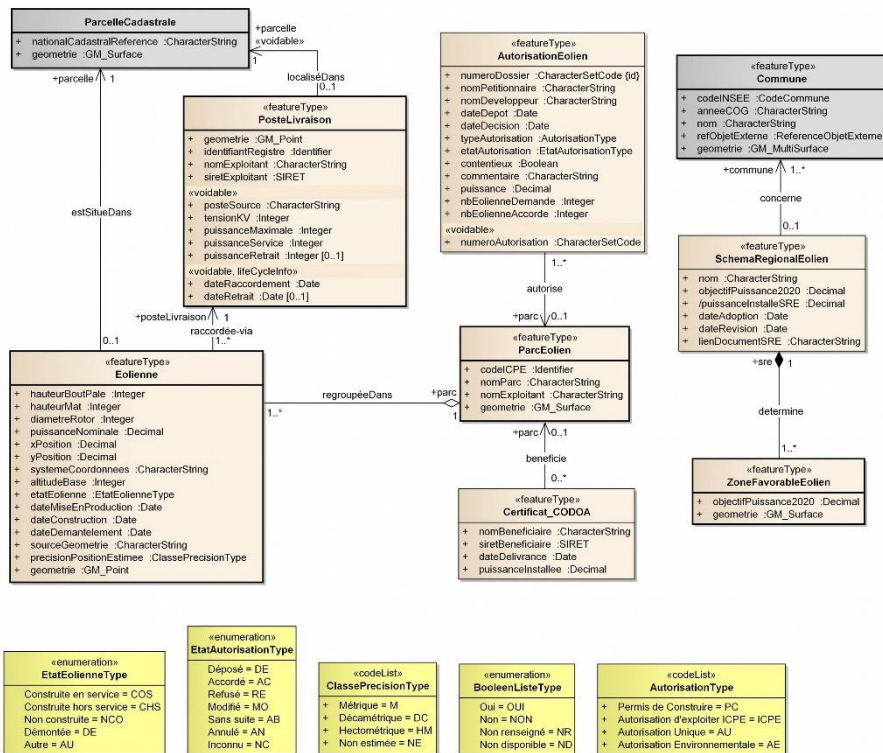 ParcelleCadastrale
+ nationalCadastralReference :CharacterString
+ geometrie :GM_Surface
+parcelle
«voidable»
1
localiséDans
0..1
+parcelle
1
estSitueDans
0..1
«featureType»
PosteLivraison
+ geometrie :GM_Point
+ identifiantRegistre :Identifier
+ nomExploitant :CharacterString
+ siretExploitant :SIRET
«voidable»
+ posteSource :CharacterString
+ tensionKV :Integer
+ puissanceMaximale :Integer
+ puissanceService :Integer
+ puissanceRetrait :Integer [0..1]
«voidable, lifeCycleInfo»
+ dateRaccordement :Date
+ dateRetrait :Date [0..1]
+posteLivraison
1
raccordée-via
1..*
«featureType»
AutorisationEolien
+ numeroDossier :CharacterSetCode {id}
+ nomPetitionnaire :CharacterString
+ nomDeveloppeur :CharacterString
+ dateDepot :Date
+ dateDecision :Date
+ typeAutorisation :AutorisationType
+ etatAutorisation :EtatAutorisationType
+ contentieux :Boolean
+ commentaire :CharacterString
+ puissance :Decimal
+ nbEolienneDemande :Integer
+ nbEolienneAccorde :Integer
«voidable»
+ numeroAutorisation :CharacterSetCode
1..*
autorise
+parc
0..1
«featureType»
Commune
+ codeINSEE :CodeCommune
+ anneeCOG :CharacterString
+ nom :CharacterString
+ refObjetExterne :ReferenceObjetExterne
+ geometrie :GM_MultiSurface
+commune
1..*
concerne
0..1
«featureType»
SchemaRegionalEolien
+ nom :CharacterString
+ objectifPuissance2020 :Decimal
+ /puissanceInstalleSRE :Decimal
+ dateAdoption :Date
+ dateRevision :Date
+ lienDocumentSRE :CharacterString
+sre
1
determine
1..*
«featureType»
ZoneFavorableEolien
+ objectifPuissance2020 :Decimal
+ geometrie :GM_Surface
«featureType»
Eolienne
+ hauteurBoutPale :Integer
+ hauteurMat :Integer
+ diametreRotor :Integer
+ puissanceNominale :Decimal
+ xPosition :Decimal
+ yPosition :Decimal
+ systemeCoordonnees :CharacterString
+ altitudeBase :Integer
+ etatEolienne :EtatEolienneType
+ dateMiseEnProduction :Date
+ dateConstruction :Date
+ dateDemantelement :Date
+ sourceGeometrie :CharacterString
+ precisionPositionEstimee :ClassePrecisionType
+ geometrie :GM_Point
1..*
regroupéeDans
+parc
1
«featureType»
ParcEolien
+ codeICPE :Identifier
+ nomParc :CharacterString
+ nomExploitant :CharacterString
+ geometrie :GM_Surface
+parc
0..1
beneficie
0..*
«featureType»
Certificat_CODOA
+ nomBeneficiaire :CharacterString
+ siretBeneficiaire :SIRET
+ dateDelivrance :Date
+ puissanceInstallee :Decimal
«enumeration»
EtatEolienneType
Construite en service = COS
Construite hors service = CHS
Non construite = NCO
Démontée = DE
Autre = AU
«enumeration»
EtatAutorisationType
Déposé = DE
Accordé = AC
Refusé = RE
Modifié = MO
Sans suite = AB
Annulé = AN
Inconnu = NC
«codeList»
ClassePrecisionType
+ Métrique = M
+ Décamétrique = DC
+ Hectométrique = HM
+ Non estimée = NE
«enumeration»
BooleenListeType
Oui = OUI
Non = NON
Non renseigné = NR
Non disponible = ND
«codeList»
AutorisationType
+ Permis de Construire = PC
+ Autorisation d'exploiter ICPE = ICPE
+ Autorisation Unique = AU
+ Autorisation Environementale = AE